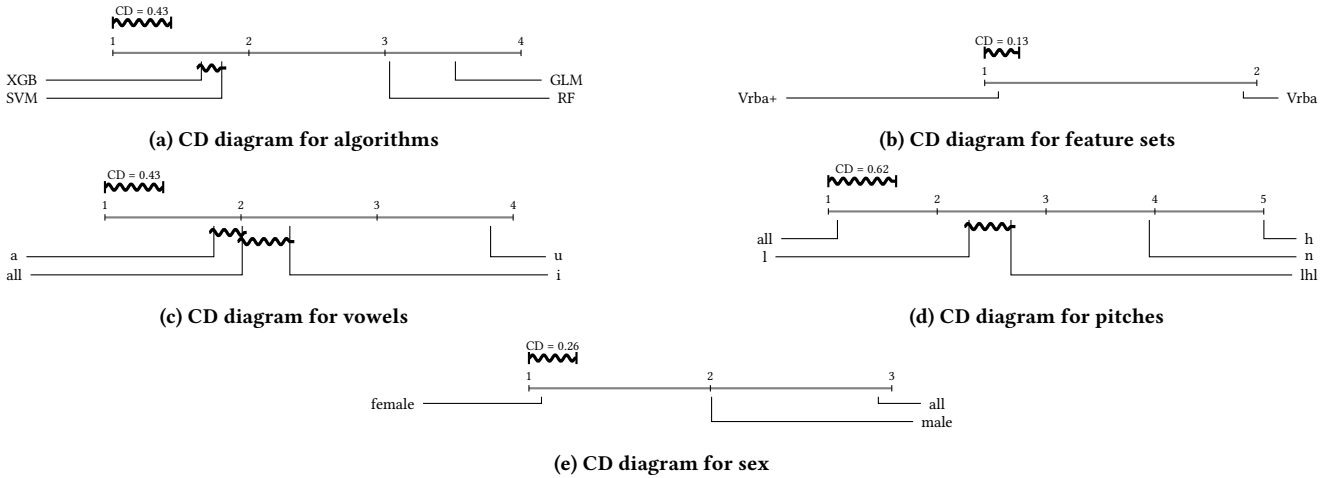 CD = 0.43
1 2 3 4
XGB GLM
SVM RF
(a) CD diagram for algorithms
CD = 0.13
1 2
Vrba+ Vrba
(b) CD diagram for feature sets
CD = 0.43
1 2 3 4
a u
all i
(c) CD diagram for vowels
CD = 0.62
1 2 3 4 5
all h
l n
lhl
(d) CD diagram for pitches
CD = 0.26
1 2 3
female all
male
(e) CD diagram for sex